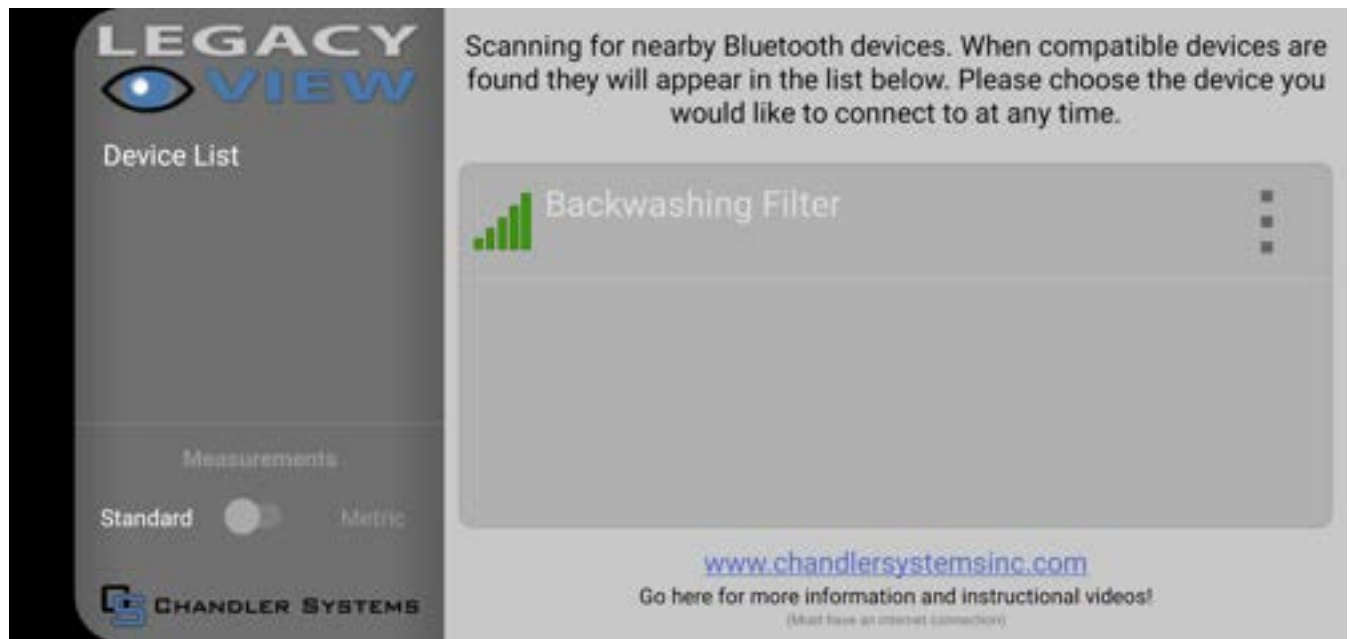 LEGACY
VIEW
Device List
Measurements
Standard
Metric
CHANDLER SYSTEMS
Scanning for nearby Bluetooth devices. When compatible devices are
found they will appear in the list below. Please choose the device you
would like to connect to at any time.
Backwashing Filter
www.chandlersystemsinc.com
Go here for more information and instructional videos!
(Must have an internet connection)